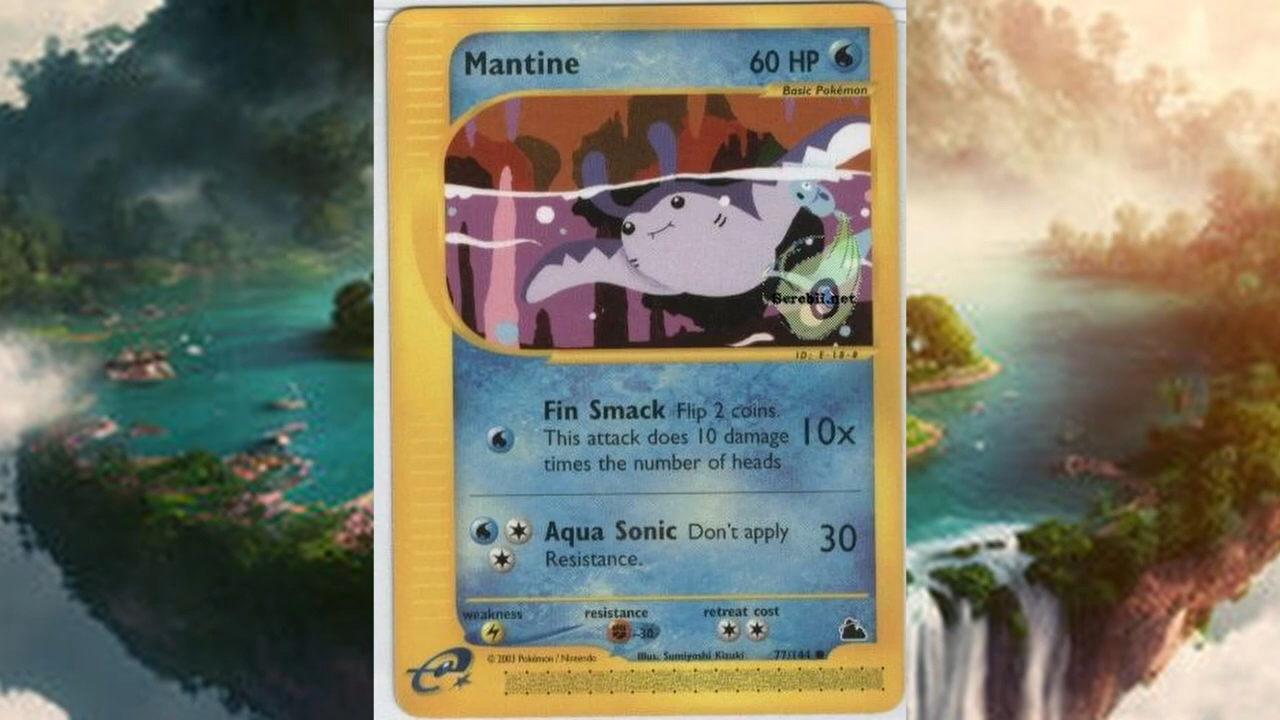 Mantine 60 HP
Basic Pokémon
Serebii.net
ID: E-18-#
Fin Smack Flip 2 coins.
This attack does 10 damage 10x
times the number of heads
Aqua Sonic Don't apply 30
Resistance.
weakness resistance retreat cost
-30
© 2003 Pokémon / Nintendo Illus. Sumiyoshi Kizuki 77/144